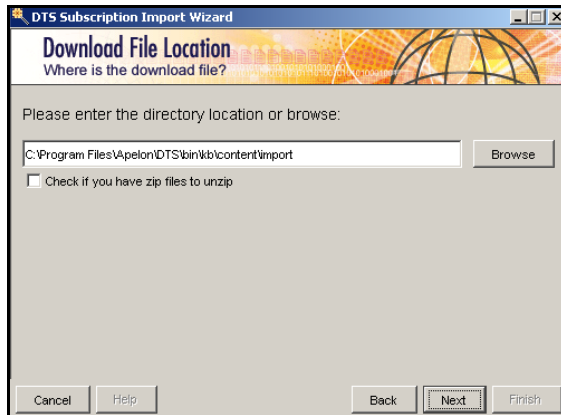 DTS Subscription Import Wizard
Download File Location
Where is the download file?
Please enter the directory location or browse:
C:\Program Files\Apelon\DTS\bin\kb\content\import
Browse
Check if you have zip files to unzip
Cancel Help Back Next Finish